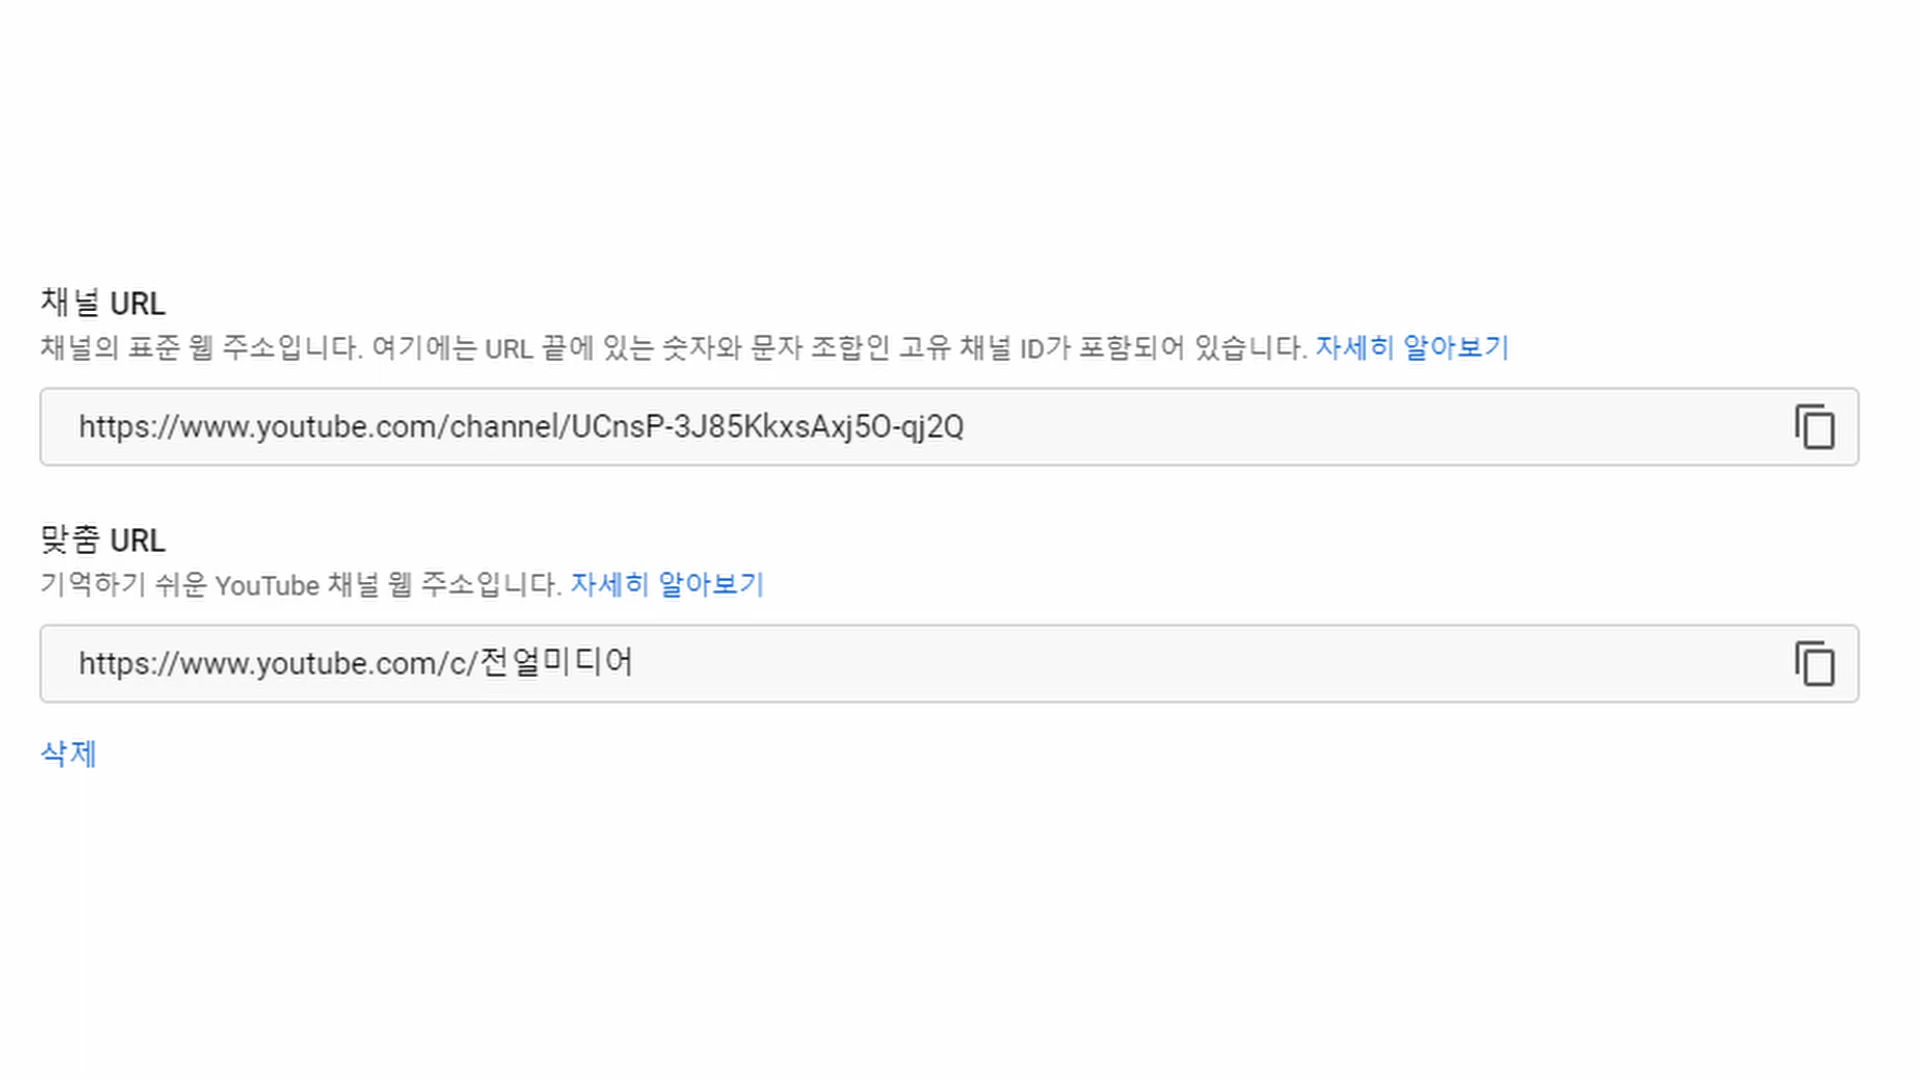 채널 URL
채널의 표준 웹 주소입니다. 여기에는 URL 끝에 있는 숫자와 문자 조합인 고유 채널 ID가 포함되어 있습니다. 자세히 알아보기
https://www.youtube.com/channel/UCnsP-3J85KkxsAxj5O-qj2Q
맞춤 URL
기억하기 쉬운 YouTube 채널 웹 주소입니다. 자세히 알아보기
https://www.youtube.com/c/전얼미디어
삭제